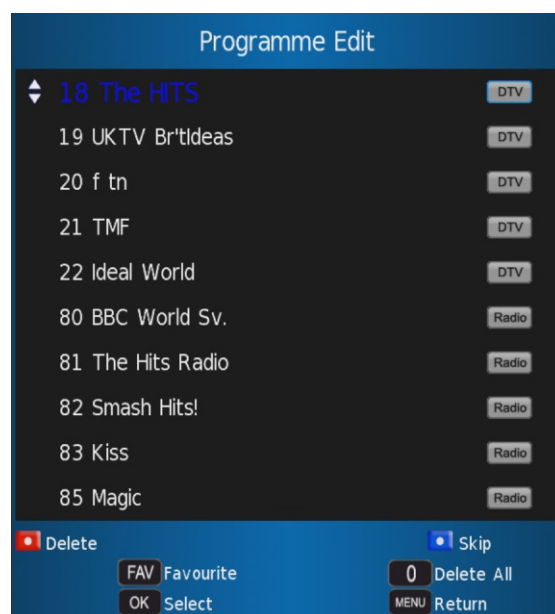 Programme Edit
18 The HITS DTV
19 UKTV Br'tIdeas DTV
20 f tn DTV
21 TMF DTV
22 Ideal World DTV
80 BBC World Sv. Radio
81 The Hits Radio Radio
82 Smash Hits! Radio
83 Kiss Radio
85 Magic Radio
Delete Skip
FAV Favourite 0 Delete All
OK Select MENU Return